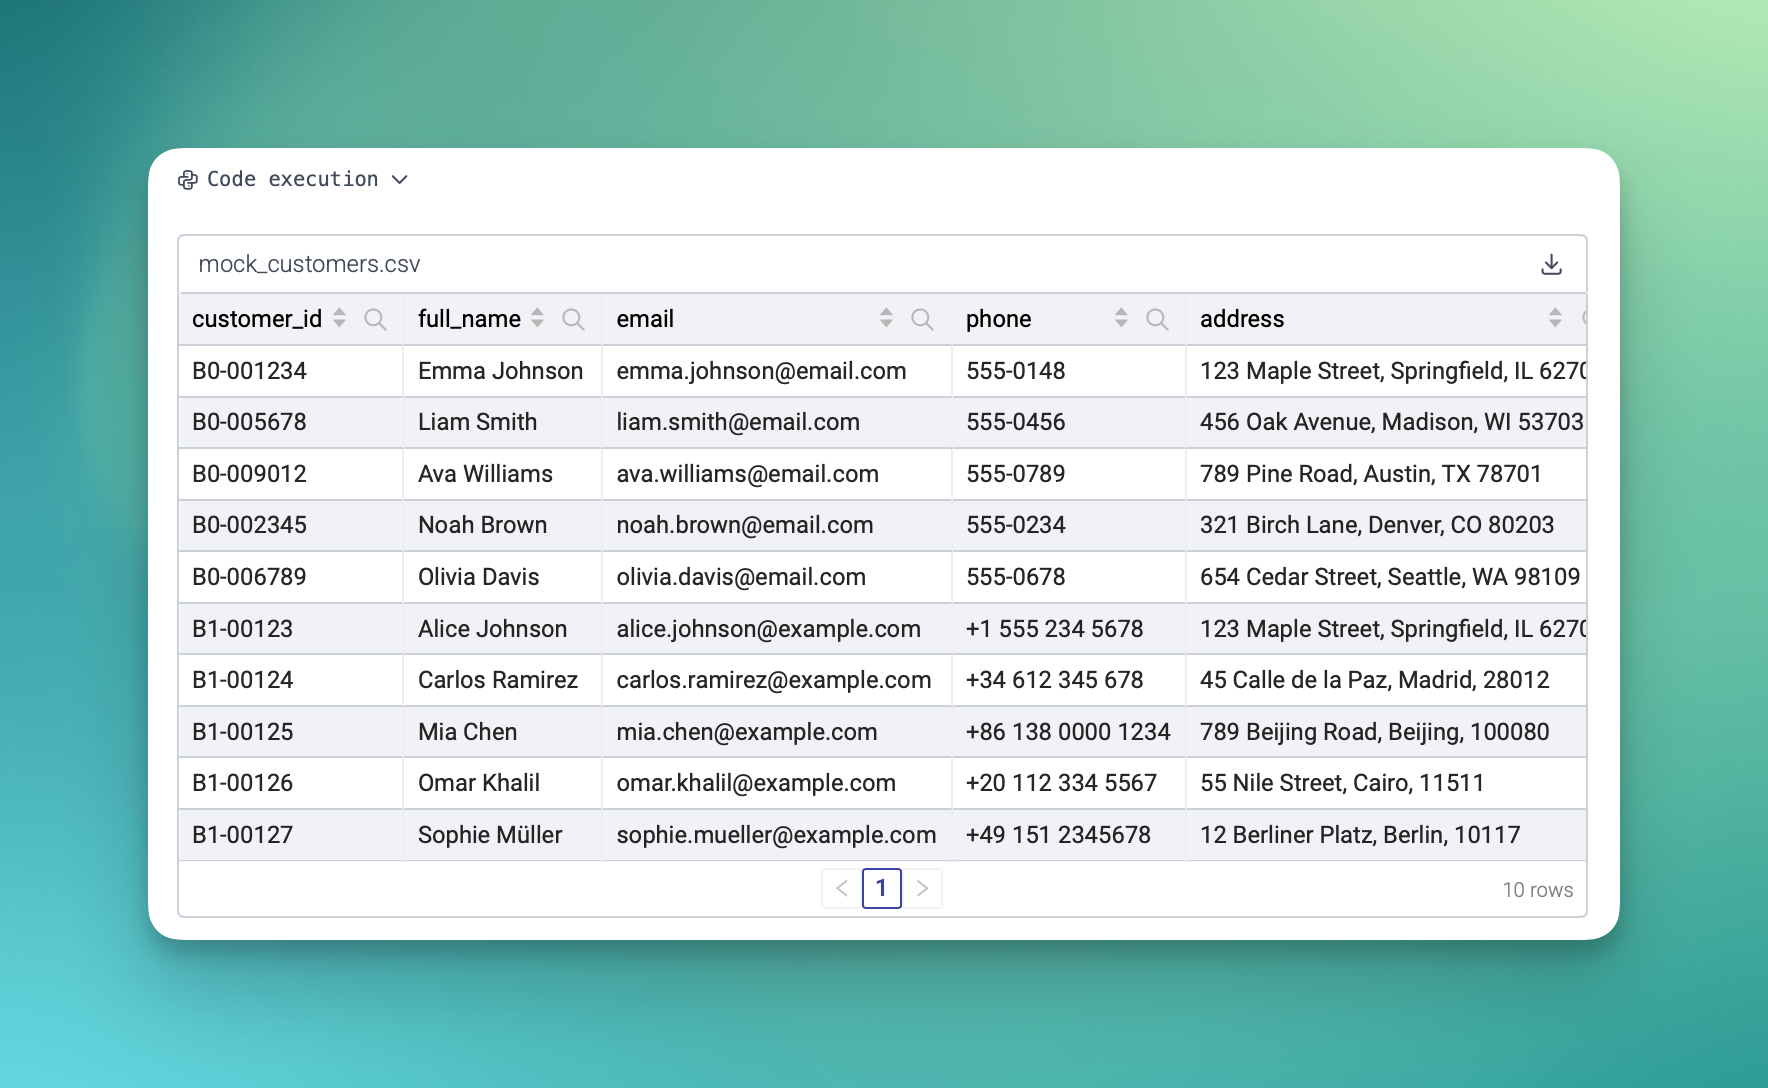 Code execution
mock_customers.csv
customer_id full_name email phone address
B0-001234 Emma Johnson emma.johnson@email.com 555-0148 123 Maple Street, Springfield, IL 6270
B0-005678 Liam Smith liam.smith@email.com 555-0456 456 Oak Avenue, Madison, WI 53703
B0-009012 Ava Williams ava.williams@email.com 555-0789 789 Pine Road, Austin, TX 78701
B0-002345 Noah Brown noah.brown@email.com 555-0234 321 Birch Lane, Denver, CO 80203
B0-006789 Olivia Davis olivia.davis@email.com 555-0678 654 Cedar Street, Seattle, WA 98109
B1-00123 Alice Johnson alice.johnson@example.com +1 555 234 5678 123 Maple Street, Springfield, IL 6270
B1-00124 Carlos Ramirez carlos.ramirez@example.com +34 612 345 678 45 Calle de la Paz, Madrid, 28012
B1-00125 Mia Chen mia.chen@example.com +86 138 0000 1234 789 Beijing Road, Beijing, 100080
B1-00126 Omar Khalil omar.khalil@example.com +20 112 334 5567 55 Nile Street, Cairo, 11511
B1-00127 Sophie Müller sophie.mueller@example.com +49 151 2345678 12 Berliner Platz, Berlin, 10117
< 1 >
10 rows